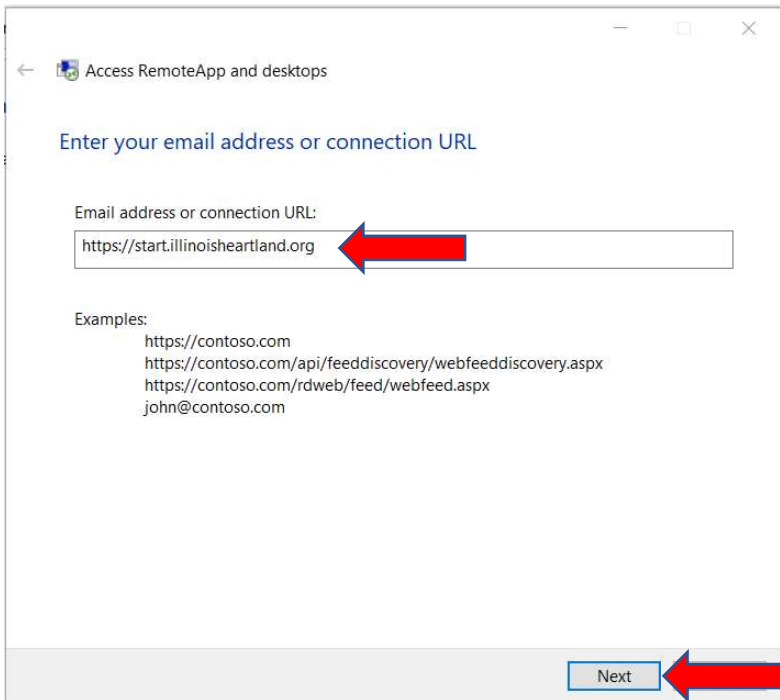 Access RemoteApp and desktops
Enter your email address or connection URL
Email address or connection URL:
https://start.illinoisheartland.org
Examples:
https://contoso.com
https://contoso.com/api/feeddiscovery/webfeeddiscovery.aspx
https://contoso.com/rdweb/feed/webfeed.aspx
john@contoso.com
Next